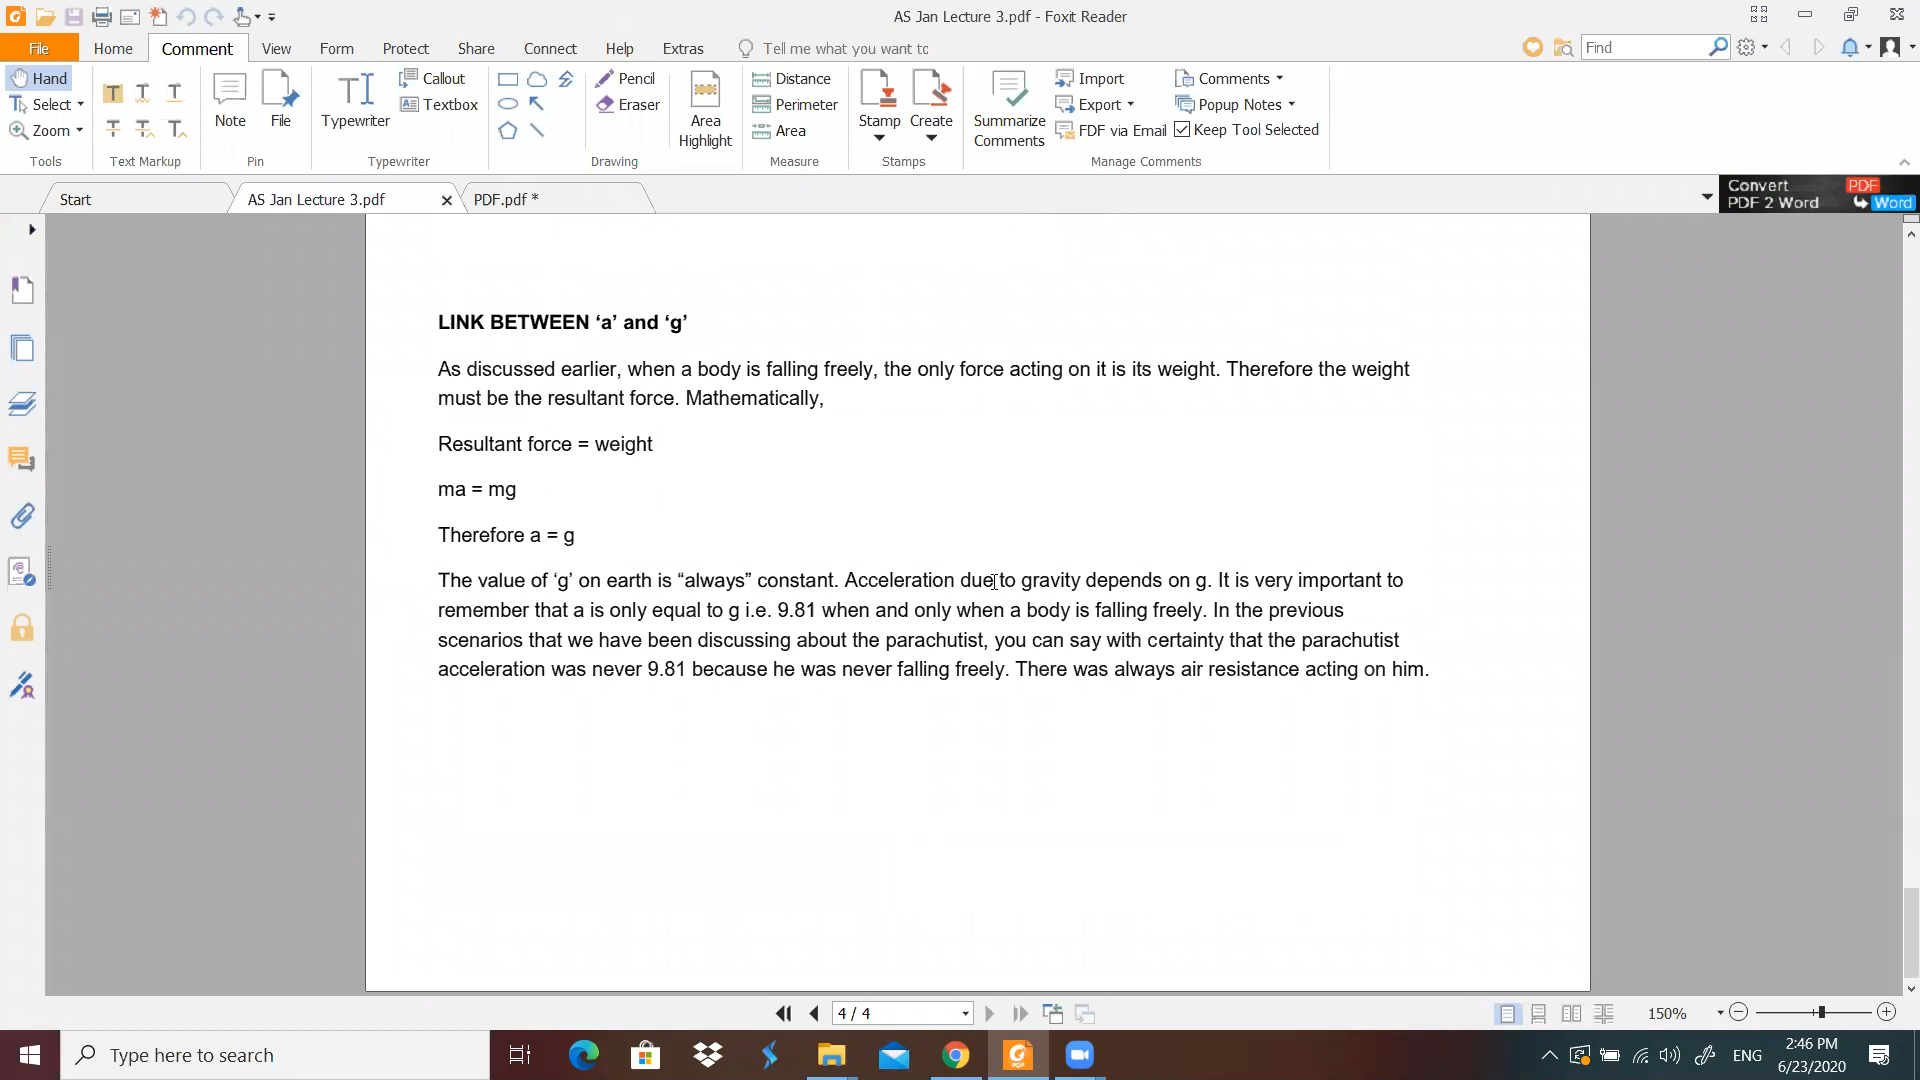 AS Jan Lecture 3.pdf - Foxit Reader
File Home Comment View Form Protect Share Connect Help Extras Tell me what you want to Find
Hand
Select
Zoom
Tools
Text Markup
Note
File
Pin
Typewriter
Callout
Textbox
Typewriter
Pencil
Eraser
Drawing
Area
Highlight
Distance
Perimeter
Area
Measure
Stamp
Create
Stamps
Summarize
Comments
Import
Export
FDF via Email
Comments
Popup Notes
Keep Tool Selected
Manage Comments
Start
AS Jan Lecture 3.pdf
PDF.pdf *
Convert PDF
PDF 2 Word Word
LINK BETWEEN ‘a’ and ‘g’
As discussed earlier, when a body is falling freely, the only force acting on it is its weight. Therefore the weight
must be the resultant force. Mathematically,
Resultant force = weight
ma = mg
Therefore a = g
The value of ‘g’ on earth is “always” constant. Acceleration due to gravity depends on g. It is very important to
remember that a is only equal to g i.e. 9.81 when and only when a body is falling freely. In the previous
scenarios that we have been discussing about the parachutist, you can say with certainty that the parachutist
acceleration was never 9.81 because he was never falling freely. There was always air resistance acting on him.
4 / 4
150%
Type here to search
ENG
2:46 PM
6/23/2020